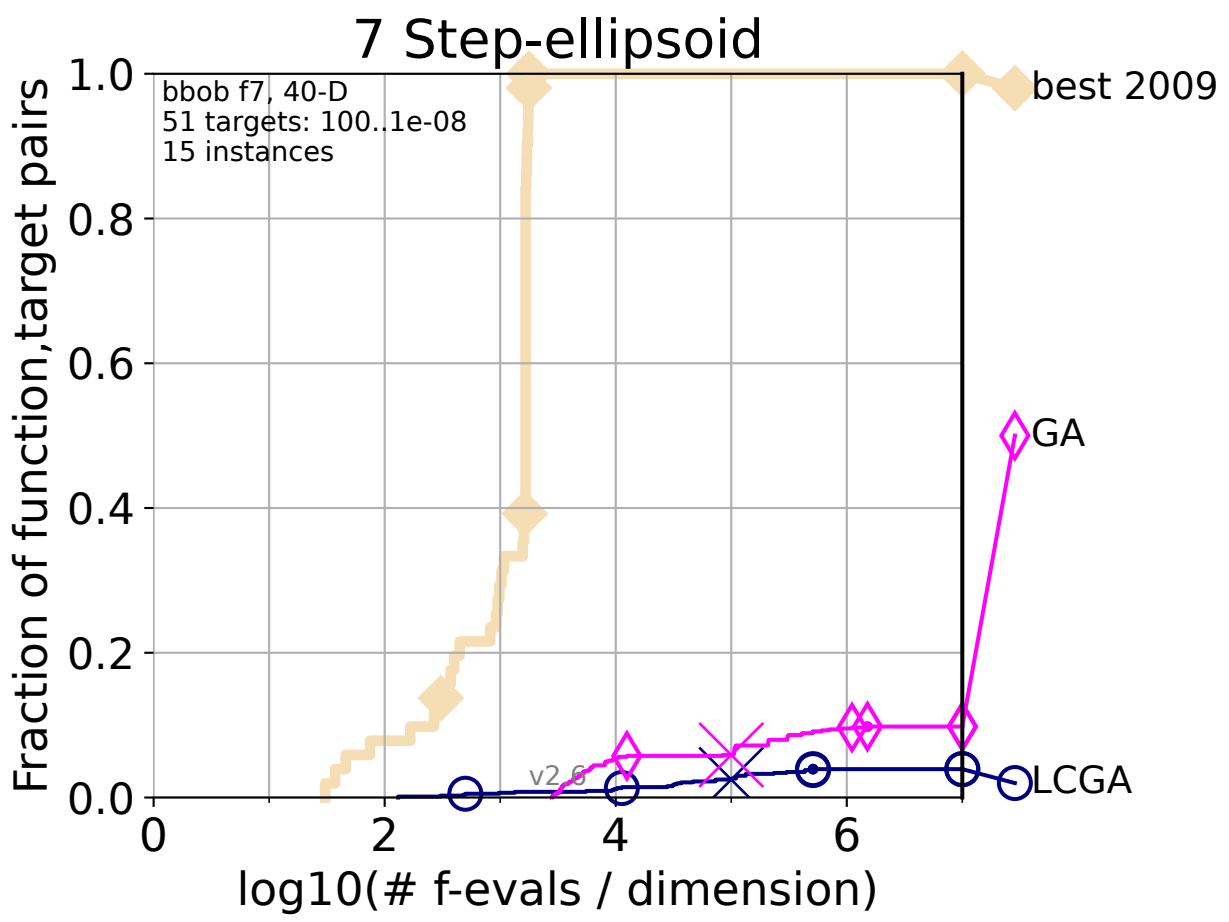 7 Step-ellipsoid
bbob f7, 40-D
51 targets: 100..1e-08
15 instances
Fraction of function,target pairs
1.0
0.8
0.6
0.4
0.2
0.0
best 2009
GA
LCGA
v2.6
0 2 4 6
log10(# f-evals / dimension)